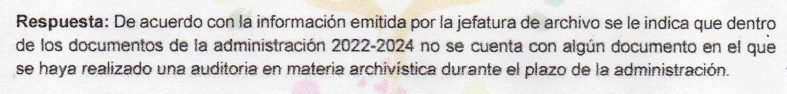 Respuesta: De acuerdo con la información emitida por la jefatura de archivo se le indica que dentro
de los documentos de la administración 2022-2024 no se cuenta con algún documento en el que
se haya realizado una auditoria en materia archivística durante el plazo de la administración.